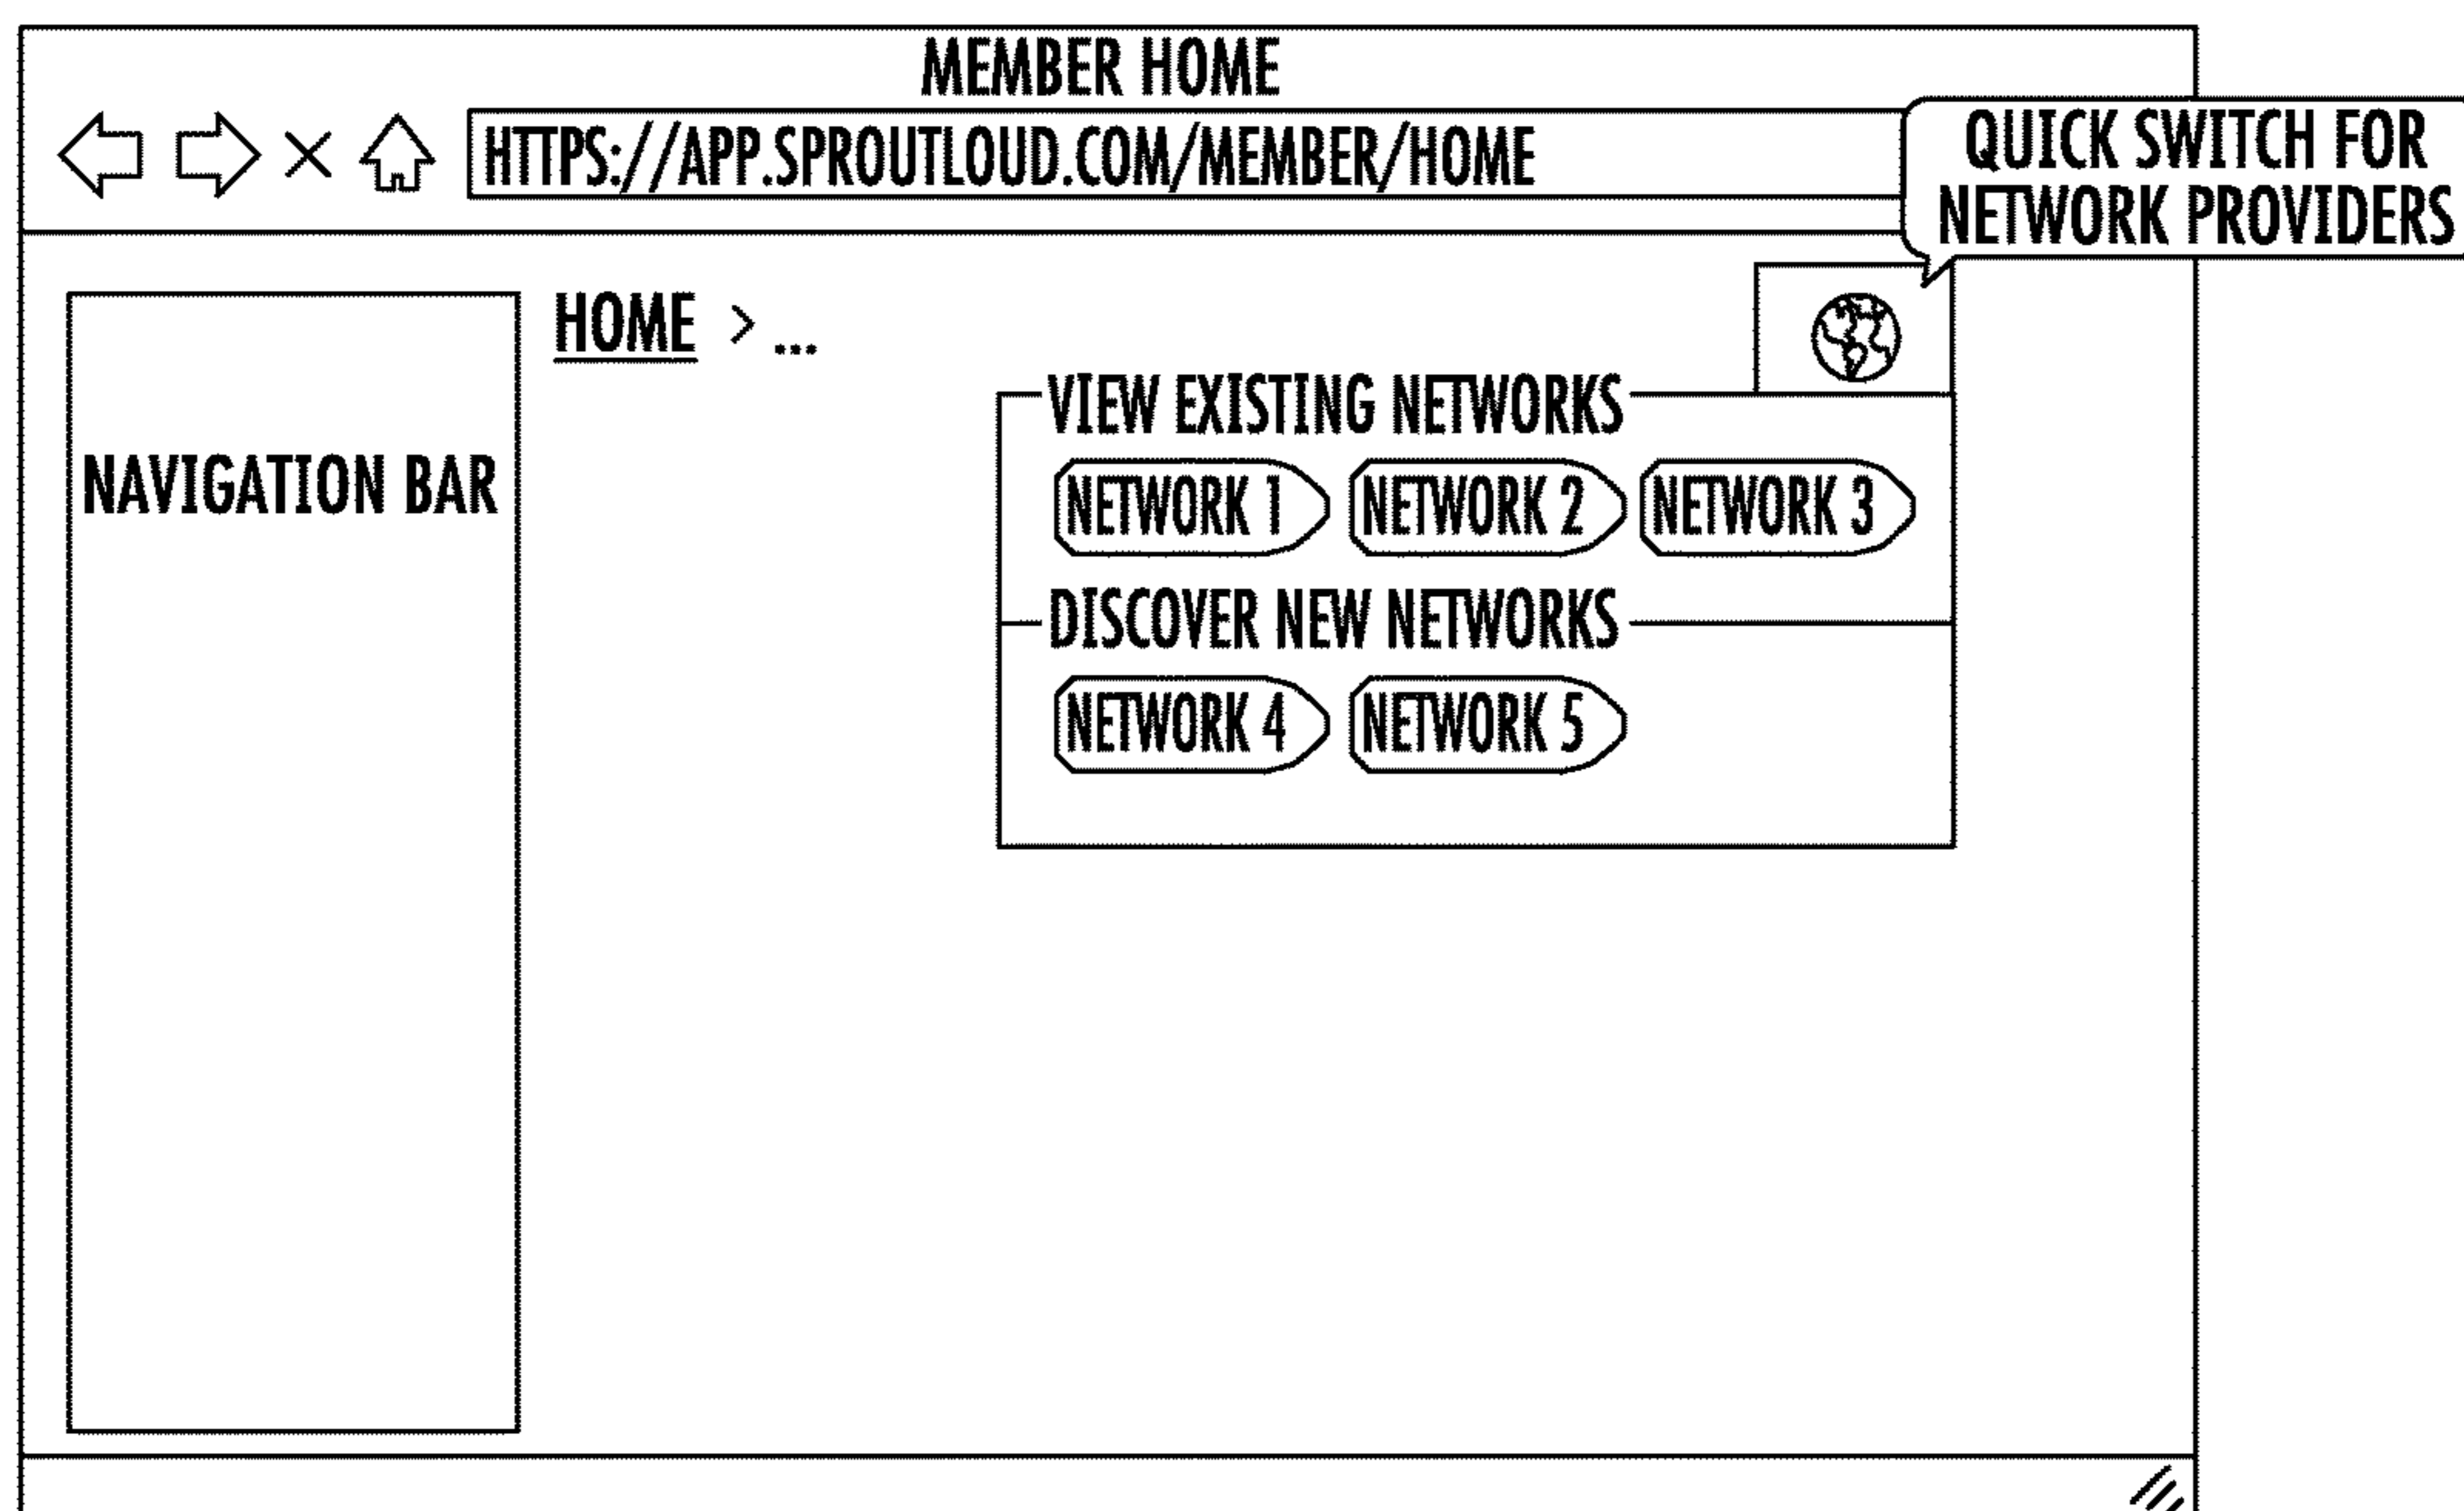 MEMBER HOME
HTTPS://APP.SPROUTLOUD.COM/MEMBER/HOME
QUICK SWITCH FOR
NETWORK PROVIDERS
HOME > ...
NAVIGATION BAR
VIEW EXISTING NETWORKS
NETWORK 1 NETWORK 2 NETWORK 3
DISCOVER NEW NETWORKS
NETWORK 4 NETWORK 5